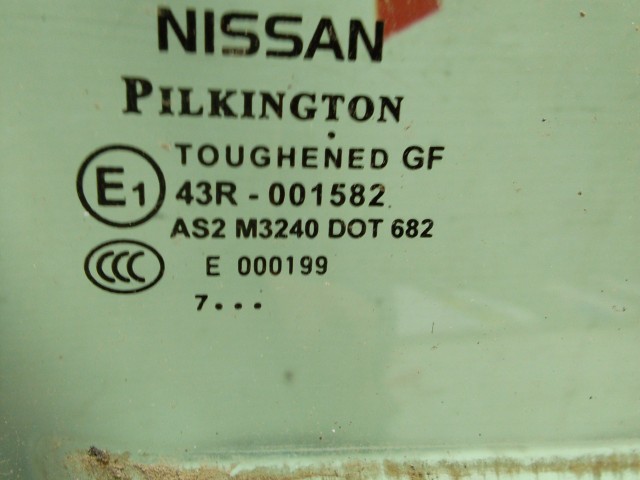 NISSAN
PILKINGTON
TOUGHENED GF
E1 43R - 001582
AS2 M3240 DOT 682
CCC E 000199
7...